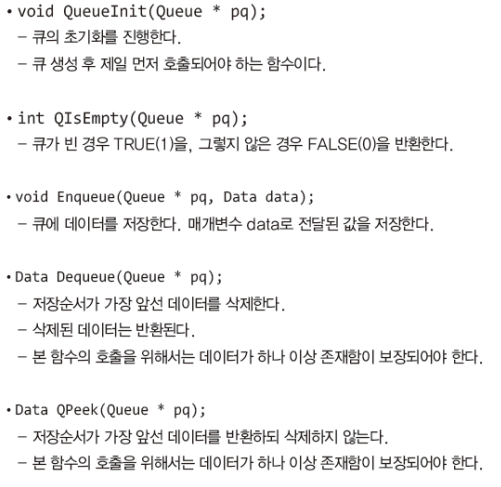 • void QueueInit(Queue * pq);
– 큐의 초기화를 진행한다.
– 큐 생성 후 제일 먼저 호출되어야 하는 함수이다.
• int QIsEmpty(Queue * pq);
– 큐가 빈 경우 TRUE(1)을, 그렇지 않은 경우 FALSE(0)을 반환한다.
• void Enqueue(Queue * pq, Data data);
– 큐에 데이터를 저장한다. 매개변수 data로 전달된 값을 저장한다.
• Data Dequeue(Queue * pq);
– 저장순서가 가장 앞선 데이터를 삭제한다.
– 삭제된 데이터는 반환된다.
– 본 함수의 호출을 위해서는 데이터가 하나 이상 존재함이 보장되어야 한다.
• Data QPeek(Queue * pq);
– 저장순서가 가장 앞선 데이터를 반환하되 삭제하지 않는다.
– 본 함수의 호출을 위해서는 데이터가 하나 이상 존재함이 보장되어야 한다.